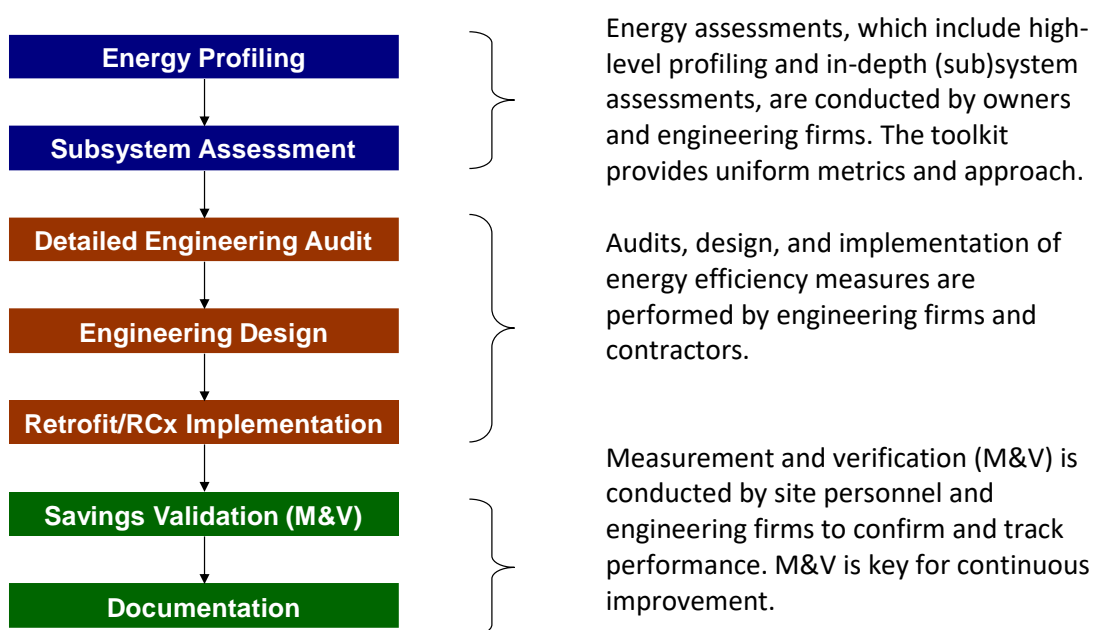 Energy Profiling
Subsystem Assessment
Energy assessments, which include high-
level profiling and in-depth (sub)system
assessments, are conducted by owners
and engineering firms. The toolkit
provides uniform metrics and approach.
Detailed Engineering Audit
Engineering Design
Retrofit/RCx Implementation
Audits, design, and implementation of
energy efficiency measures are
performed by engineering firms and
contractors.
Savings Validation (M&V)
Documentation
Measurement and verification (M&V) is
conducted by site personnel and
engineering firms to confirm and track
performance. M&V is key for continuous
improvement.